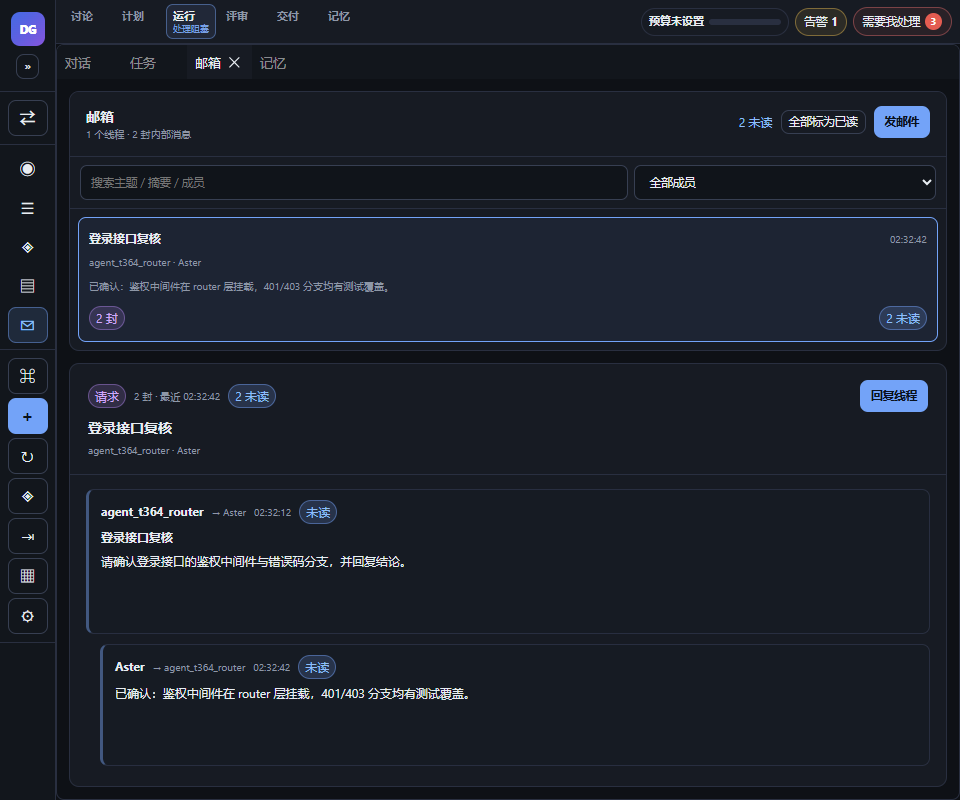 DG
»
讨论
计划
运行
处理阻塞
评审
交付
记忆
预算未设置
告警 1
需要我处理 3
对话
任务
邮箱
记忆
邮箱
1 个线程 · 2 封内部消息
2 未读
全部标为已读
发邮件
搜索主题 / 摘要 / 成员
全部成员
登录接口复核
02:32:42
agent_t364_router · Aster
已确认：鉴权中间件在 router 层挂载，401/403 分支均有测试覆盖。
2 封
2 未读
请求
2 封 · 最近 02:32:42
2 未读
回复线程
登录接口复核
agent_t364_router · Aster
agent_t364_router → Aster 02:32:12 未读
登录接口复核
请确认登录接口的鉴权中间件与错误码分支，并回复结论。
Aster → agent_t364_router 02:32:42 未读
已确认：鉴权中间件在 router 层挂载，401/403 分支均有测试覆盖。